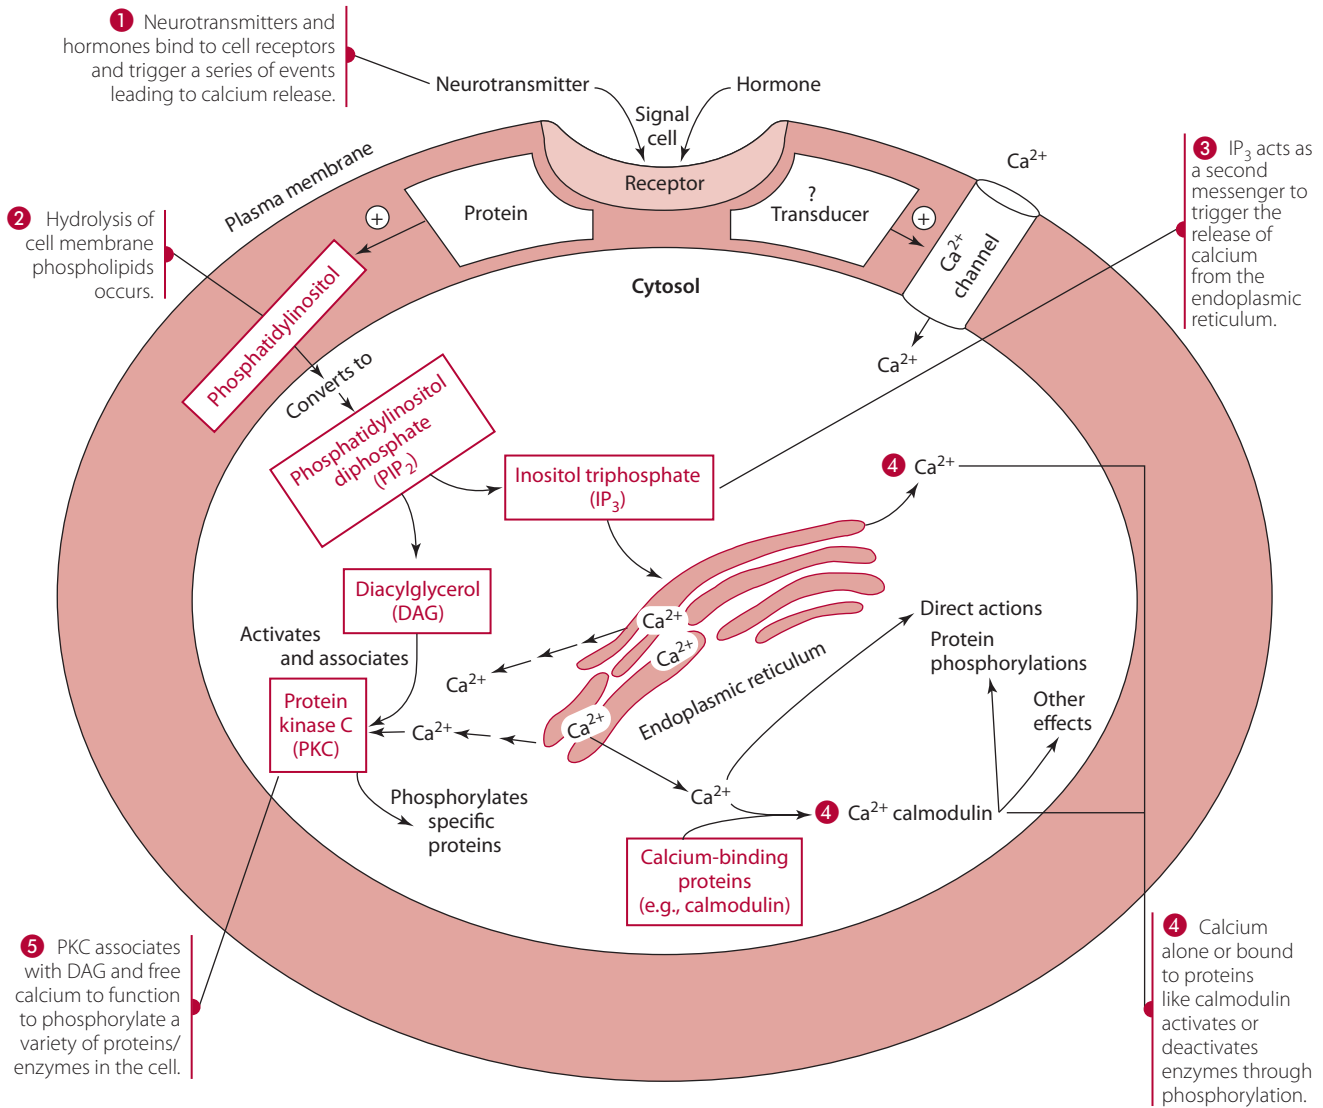 1 Neurotransmitters and
hormones bind to cell receptors
and trigger a series of events
leading to calcium release.
Neurotransmitter
Hormone
Signal
cell
Receptor
Plasma membrane
Protein
?
Transducer
+
+
Ca2+
Ca2+
channel
Ca2+
Cytosol
2 Hydrolysis of
cell membrane
phospholipids
occurs.
3 IP3 acts as
a second
messenger to
trigger the
release of
calcium
from the
endoplasmic
reticulum.
Phosphatidylinositol
Converts to
Phosphatidylinositol
diphosphate
(PIP2)
Inositol triphosphate
(IP3)
4 Ca2+
Diacylglycerol
(DAG)
Activates
and associates
Ca2+
Ca2+
Ca2+
Ca2+
Endoplasmic reticulum
Direct actions
Protein
phosphorylations
Other
effects
Protein
kinase C
(PKC)
Ca2+
Phosphorylates
specific
proteins
Ca2+
4 Ca2+ calmodulin
Calcium-binding
proteins
(e.g., calmodulin)
5 PKC associates
with DAG and free
calcium to function
to phosphorylate a
variety of proteins/
enzymes in the cell.
4 Calcium
alone or bound
to proteins
like calmodulin
activates or
deactivates
enzymes through
phosphorylation.